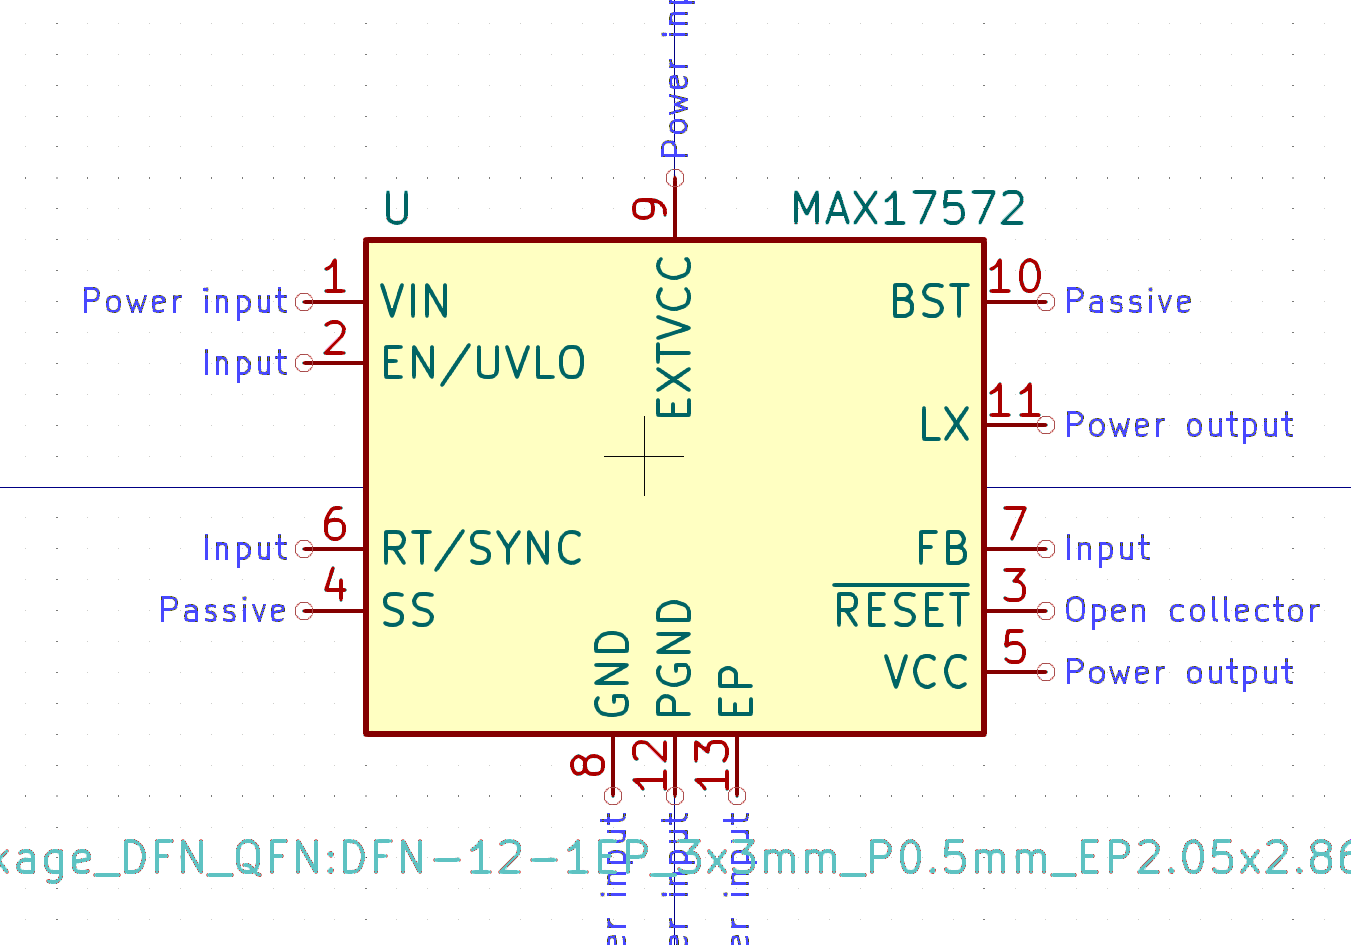 Power inp
U
9
MAX17572
Power input 1 VIN
EXTVCC
BST 10 Passive
Input 2 EN/UVLO
LX 11 Power output
Input 6 RT/SYNC
FB 7 Input
Passive 4 SS
RESET 3 Open collector
VCC 5 Power output
GND
PGND
EP
8
12
13
kage_DFN_QFN:DFN-12-1EP_3x3mm_P0.5mm_EP2.05x2.86
er input
er input
er input